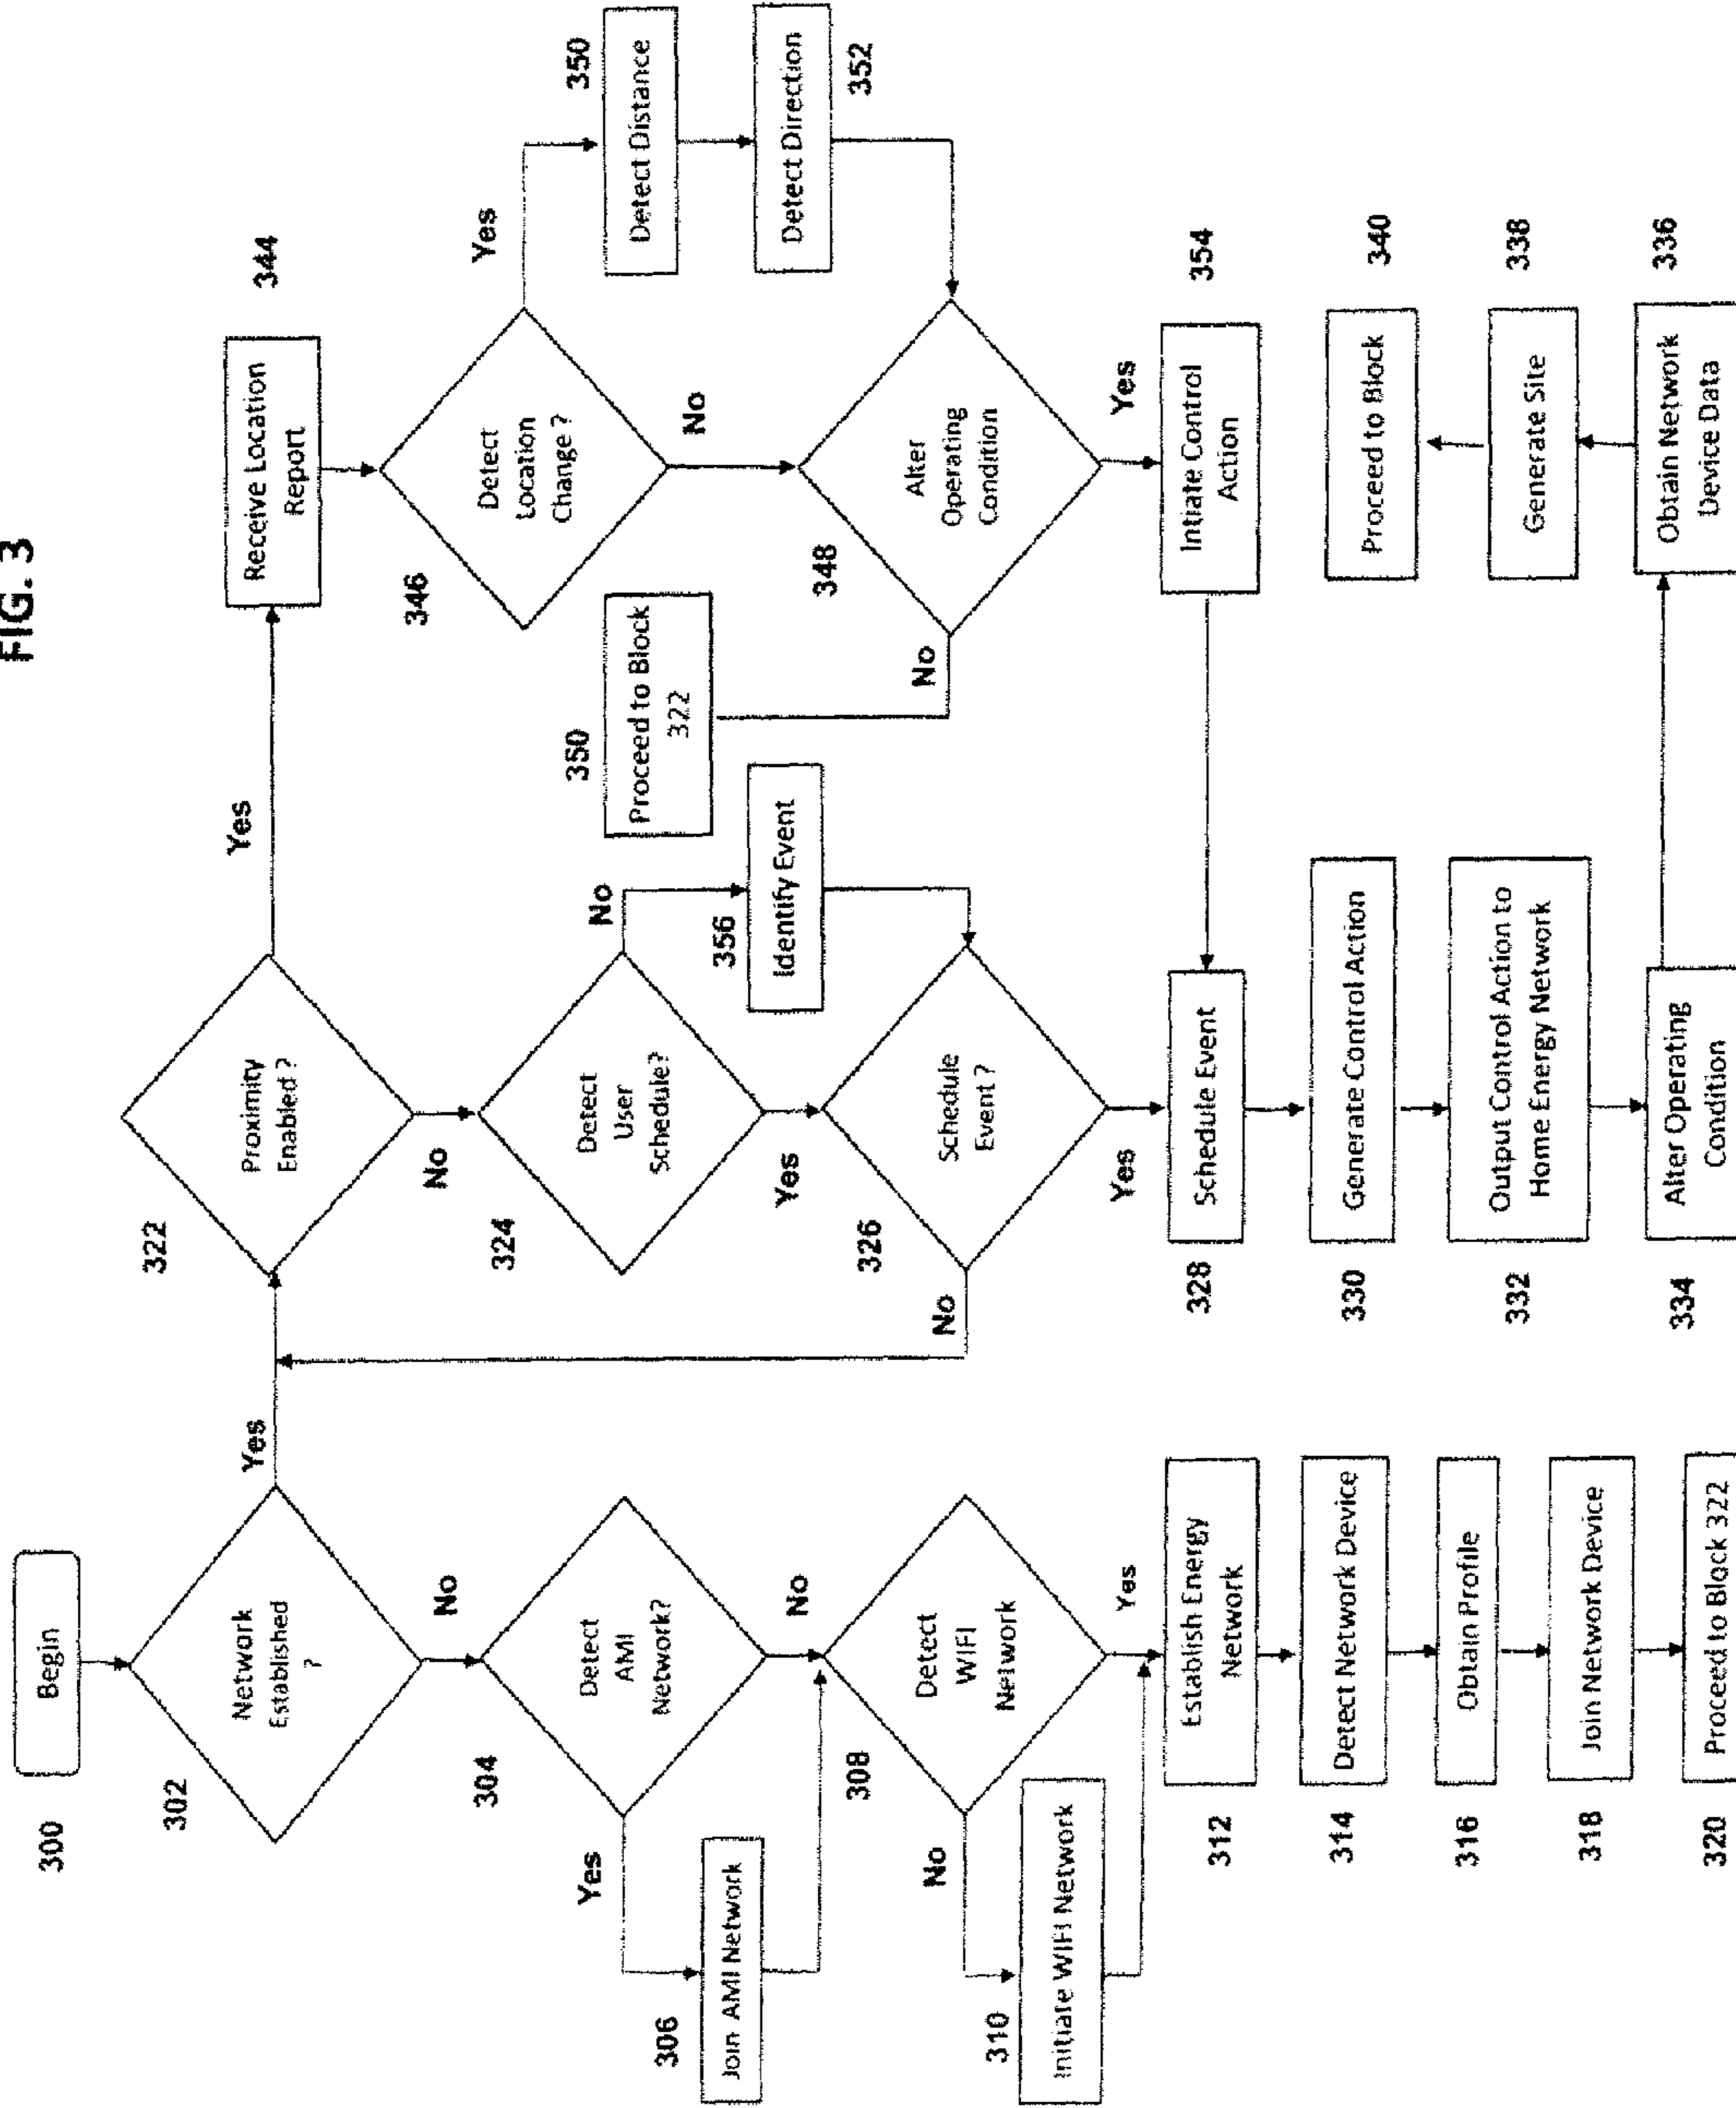 FIG. 3
300
Begin
302
Network
Established
?
Yes
No
304
Detect
AMI
Network?
Yes
No
306
Join AMI Network
308
Detect
WIFI
Network
No
Yes
310
Initiate WIFI Network
312
Establish Energy
Network
314
Detect Network Device
316
Obtain Profile
318
Join Network Device
320
Proceed to Block 322
322
Proximity
Enabled ?
Yes
No
324
Detect
User
Schedule?
No
Yes
356
Identify Event
326
Schedule
Event ?
No
Yes
328
Schedule Event
330
Generate Control Action
332
Output Control Action to
Home Energy Network
334
Alter Operating
Condition
344
Receive Location
Report
346
Detect
Location
Change ?
Yes
No
350
Detect Distance
Detect Direction
352
350
Proceed to Block
322
348
Alter
Operating
Condition
No
Yes
Intiate Control
Action
354
Proceed to Block
340
Generate Site
338
Obtain Network
Device Data
336